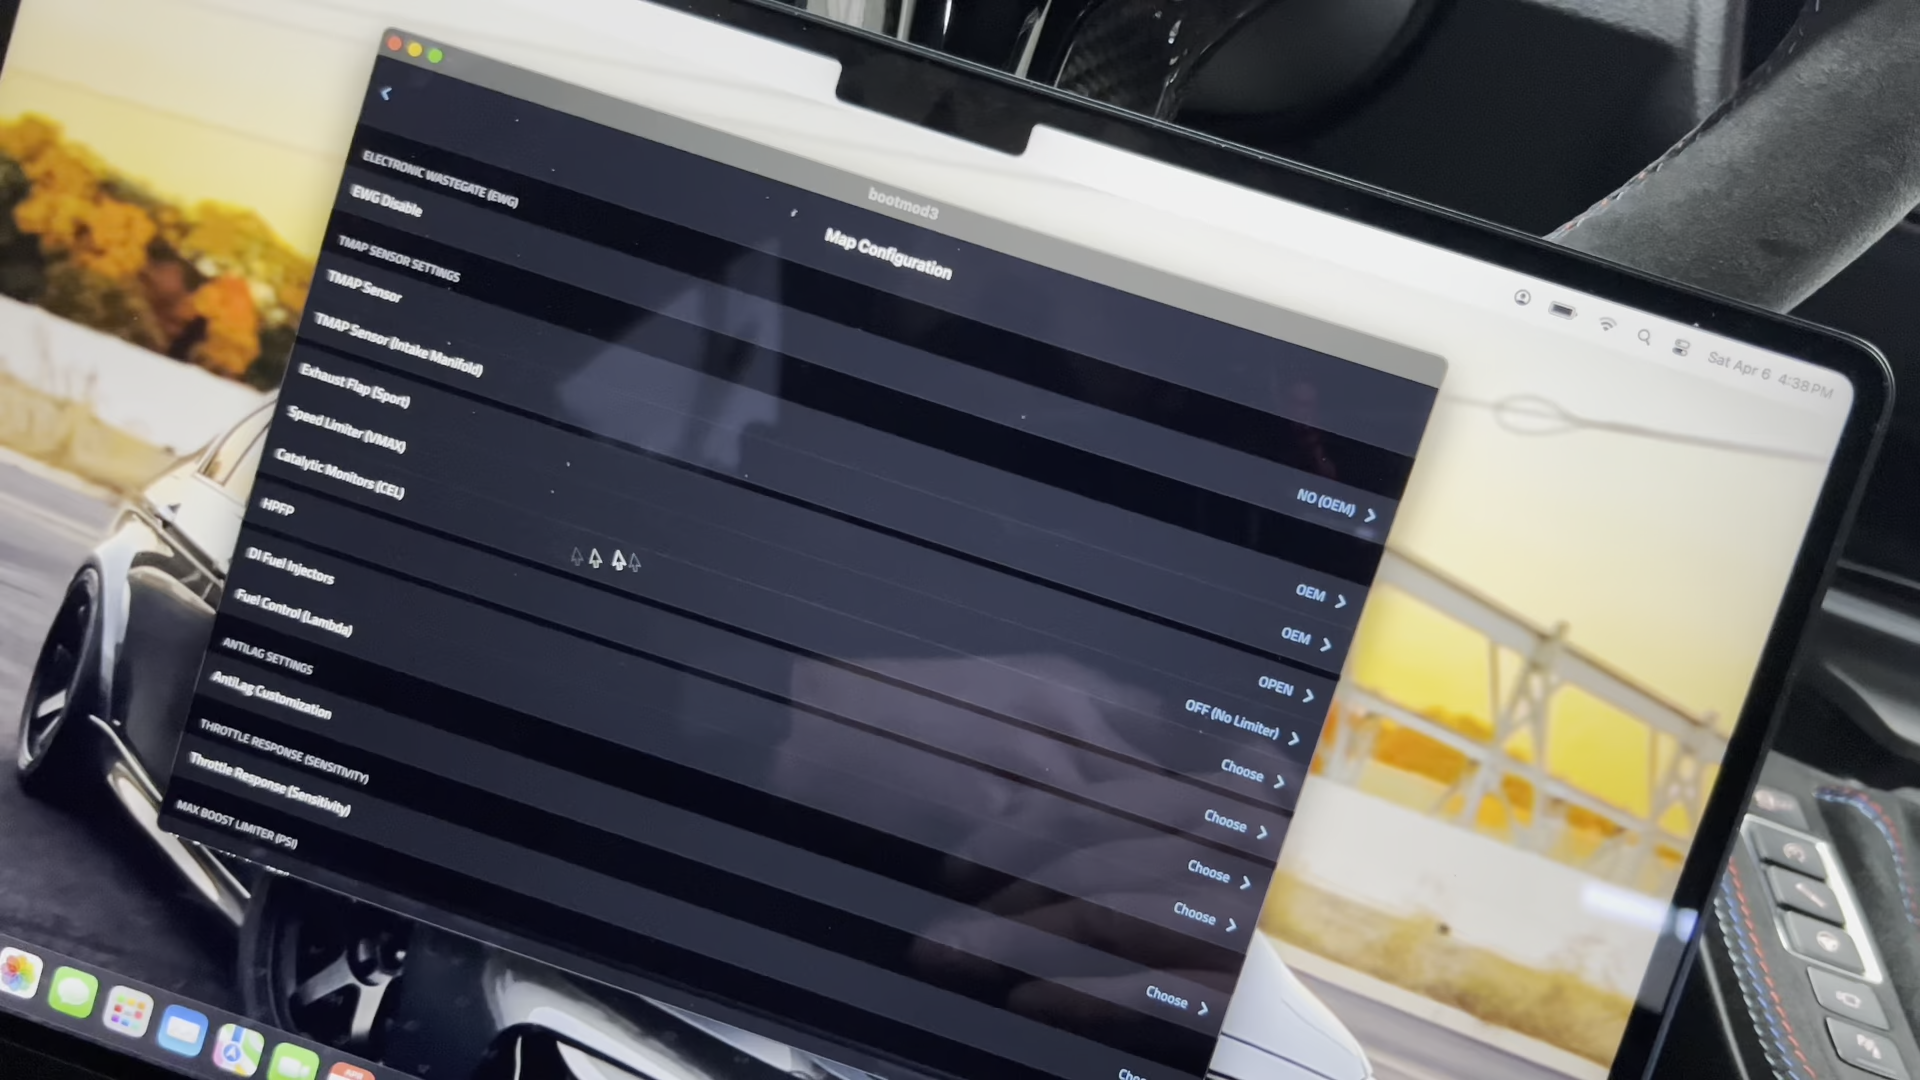 bootmod3
Map Configuration
Sat Apr 6 4:38 PM
ELECTRONIC WASTEGATE (EWG)
EWG Disable
NO (OEM)
TMAP SENSOR SETTINGS
TMAP Sensor
OEM
TMAP Sensor (Intake Manifold)
OEM
Exhaust Flap (Sport)
OPEN
Speed Limiter (VMAX)
OFF (No Limiter)
Catalytic Monitors (CEL)
Choose
HPFP
Choose
DI Fuel Injectors
Choose
Fuel Control (Lambda)
Choose
ANTILAG SETTINGS
AntiLag Customization
Choose
THROTTLE RESPONSE (SENSITIVITY)
Throttle Response (Sensitivity)
MAX BOOST LIMITER (PSI)
APR